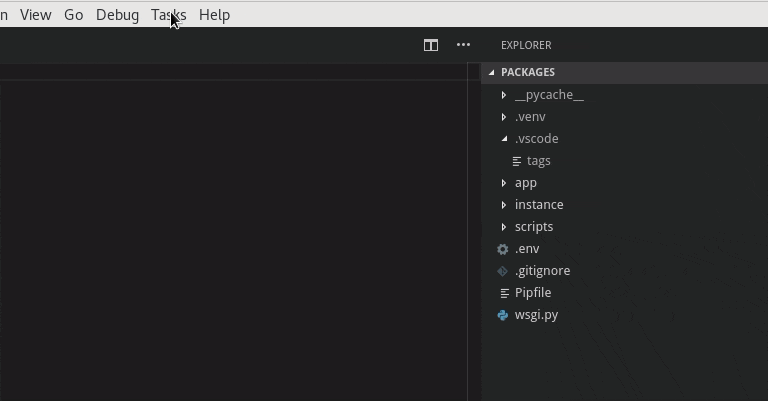 n View Go Debug Tasks Help
EXPLORER
PACKAGES
__pycache__
.venv
.vscode
tags
app
instance
scripts
.env
.gitignore
Pipfile
wsgi.py